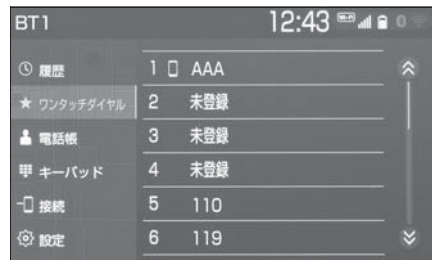 BT1 12:43
履歴
ワンタッチダイヤル
電話帳
キーパッド
接続
設定
1 AAA
2 未登録
3 未登録
4 未登録
5 110
6 119